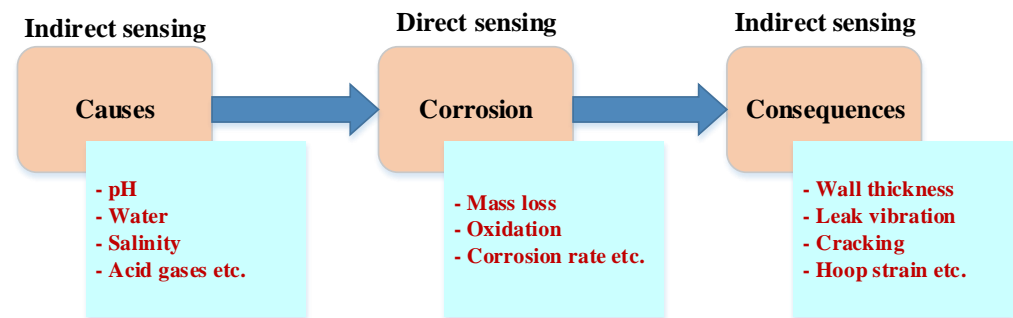 Indirect sensing
Causes
- pH
- Water
- Salinity
- Acid gases etc.
Direct sensing
Corrosion
- Mass loss
- Oxidation
- Corrosion rate etc.
Indirect sensing
Consequences
- Wall thickness
- Leak vibration
- Cracking
- Hoop strain etc.